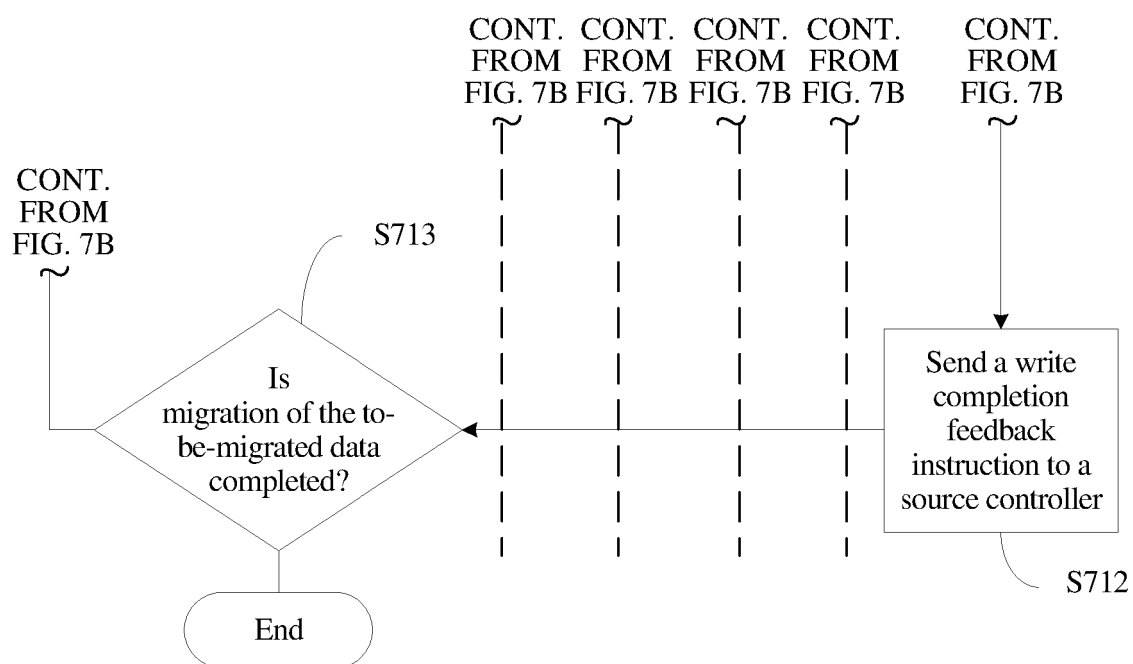 CONT.
FROM
FIG. 7B
CONT.
FROM
FIG. 7B
CONT.
FROM
FIG. 7B
CONT.
FROM
FIG. 7B
CONT.
FROM
FIG. 7B
CONT.
FROM
FIG. 7B
S713
Is
migration of the to-
be-migrated data
completed?
Send a write
completion
feedback
instruction to a
source controller
S712
End